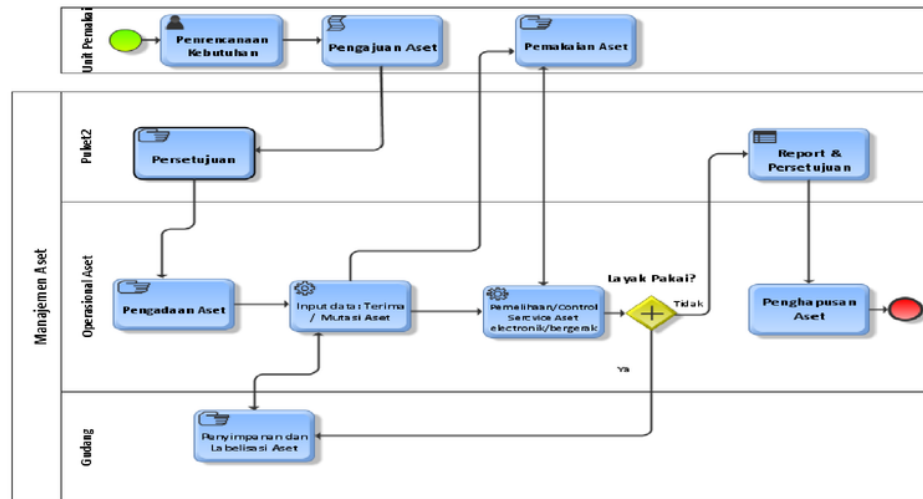 Unit Pemakai
Perencanaan
Kebutuhan
Pengajuan Aset
Pemakaian Aset
Manajemen Aset
Puket2
Persetujuan
Report &
Persetujuan
Operasional Aset
Pengadaan Aset
Input data: Terima
/ Mutasi Aset
Pemelihaan/Control
Sercvice Aset
electronik/bergerak
Layak Pakai?
Tidak
Ya
Penghapusan
Aset
Gudang
Penyimpanan dan
Labelisasi Aset